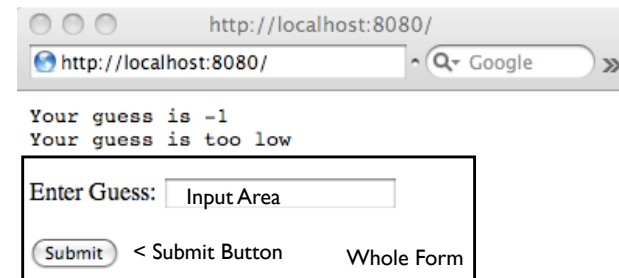 http://localhost:8080/
http://localhost:8080/ Google
Your guess is -1
Your guess is too low
Enter Guess: Input Area
Submit < Submit Button Whole Form